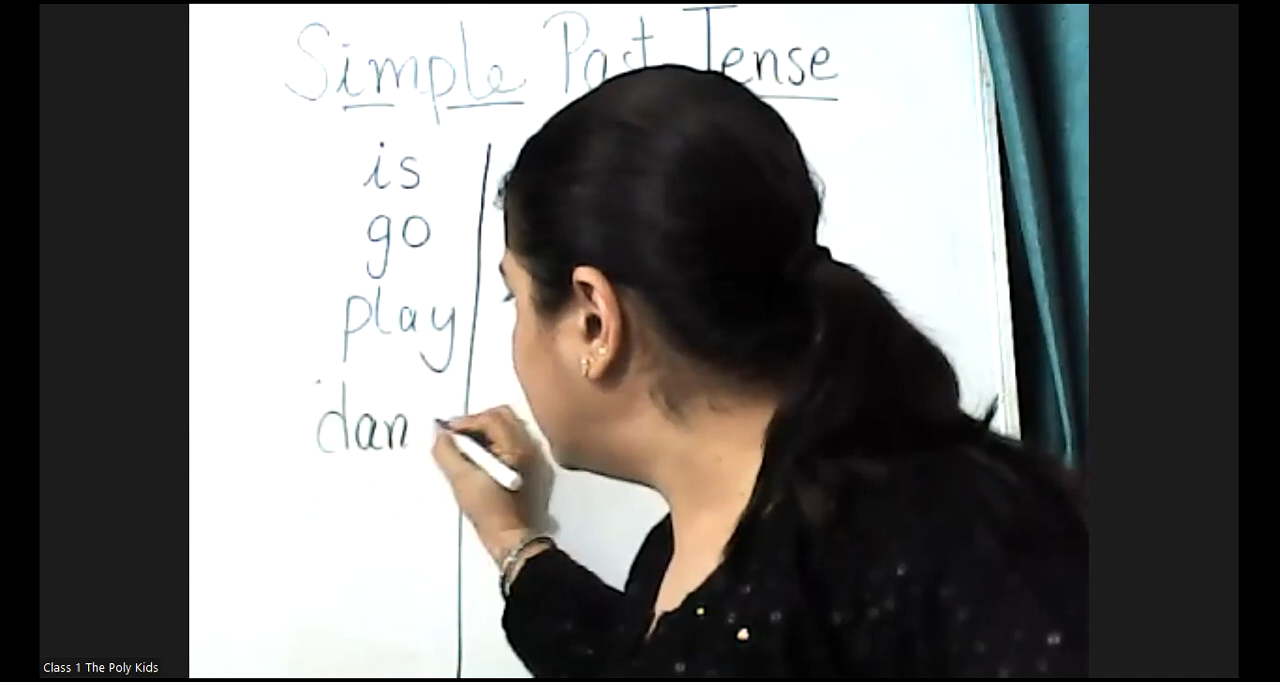 Simple Past Tense
is
go
play
dan
Class 1 The Poly Kids